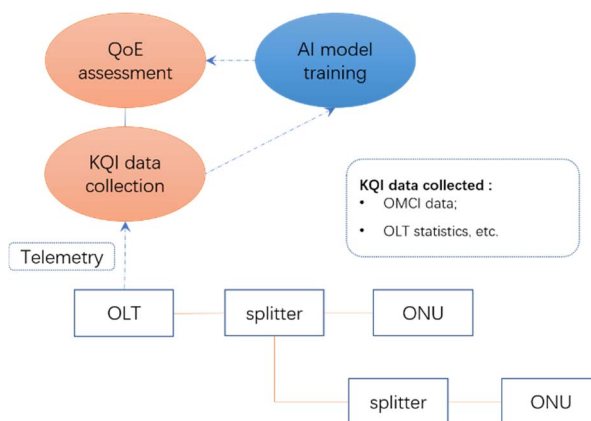 QoE
assessment
AI model
training
KQI data
collection
KQI data collected :
• OMCI data;
• OLT statistics, etc.
Telemetry
OLT
splitter
ONU
splitter
ONU